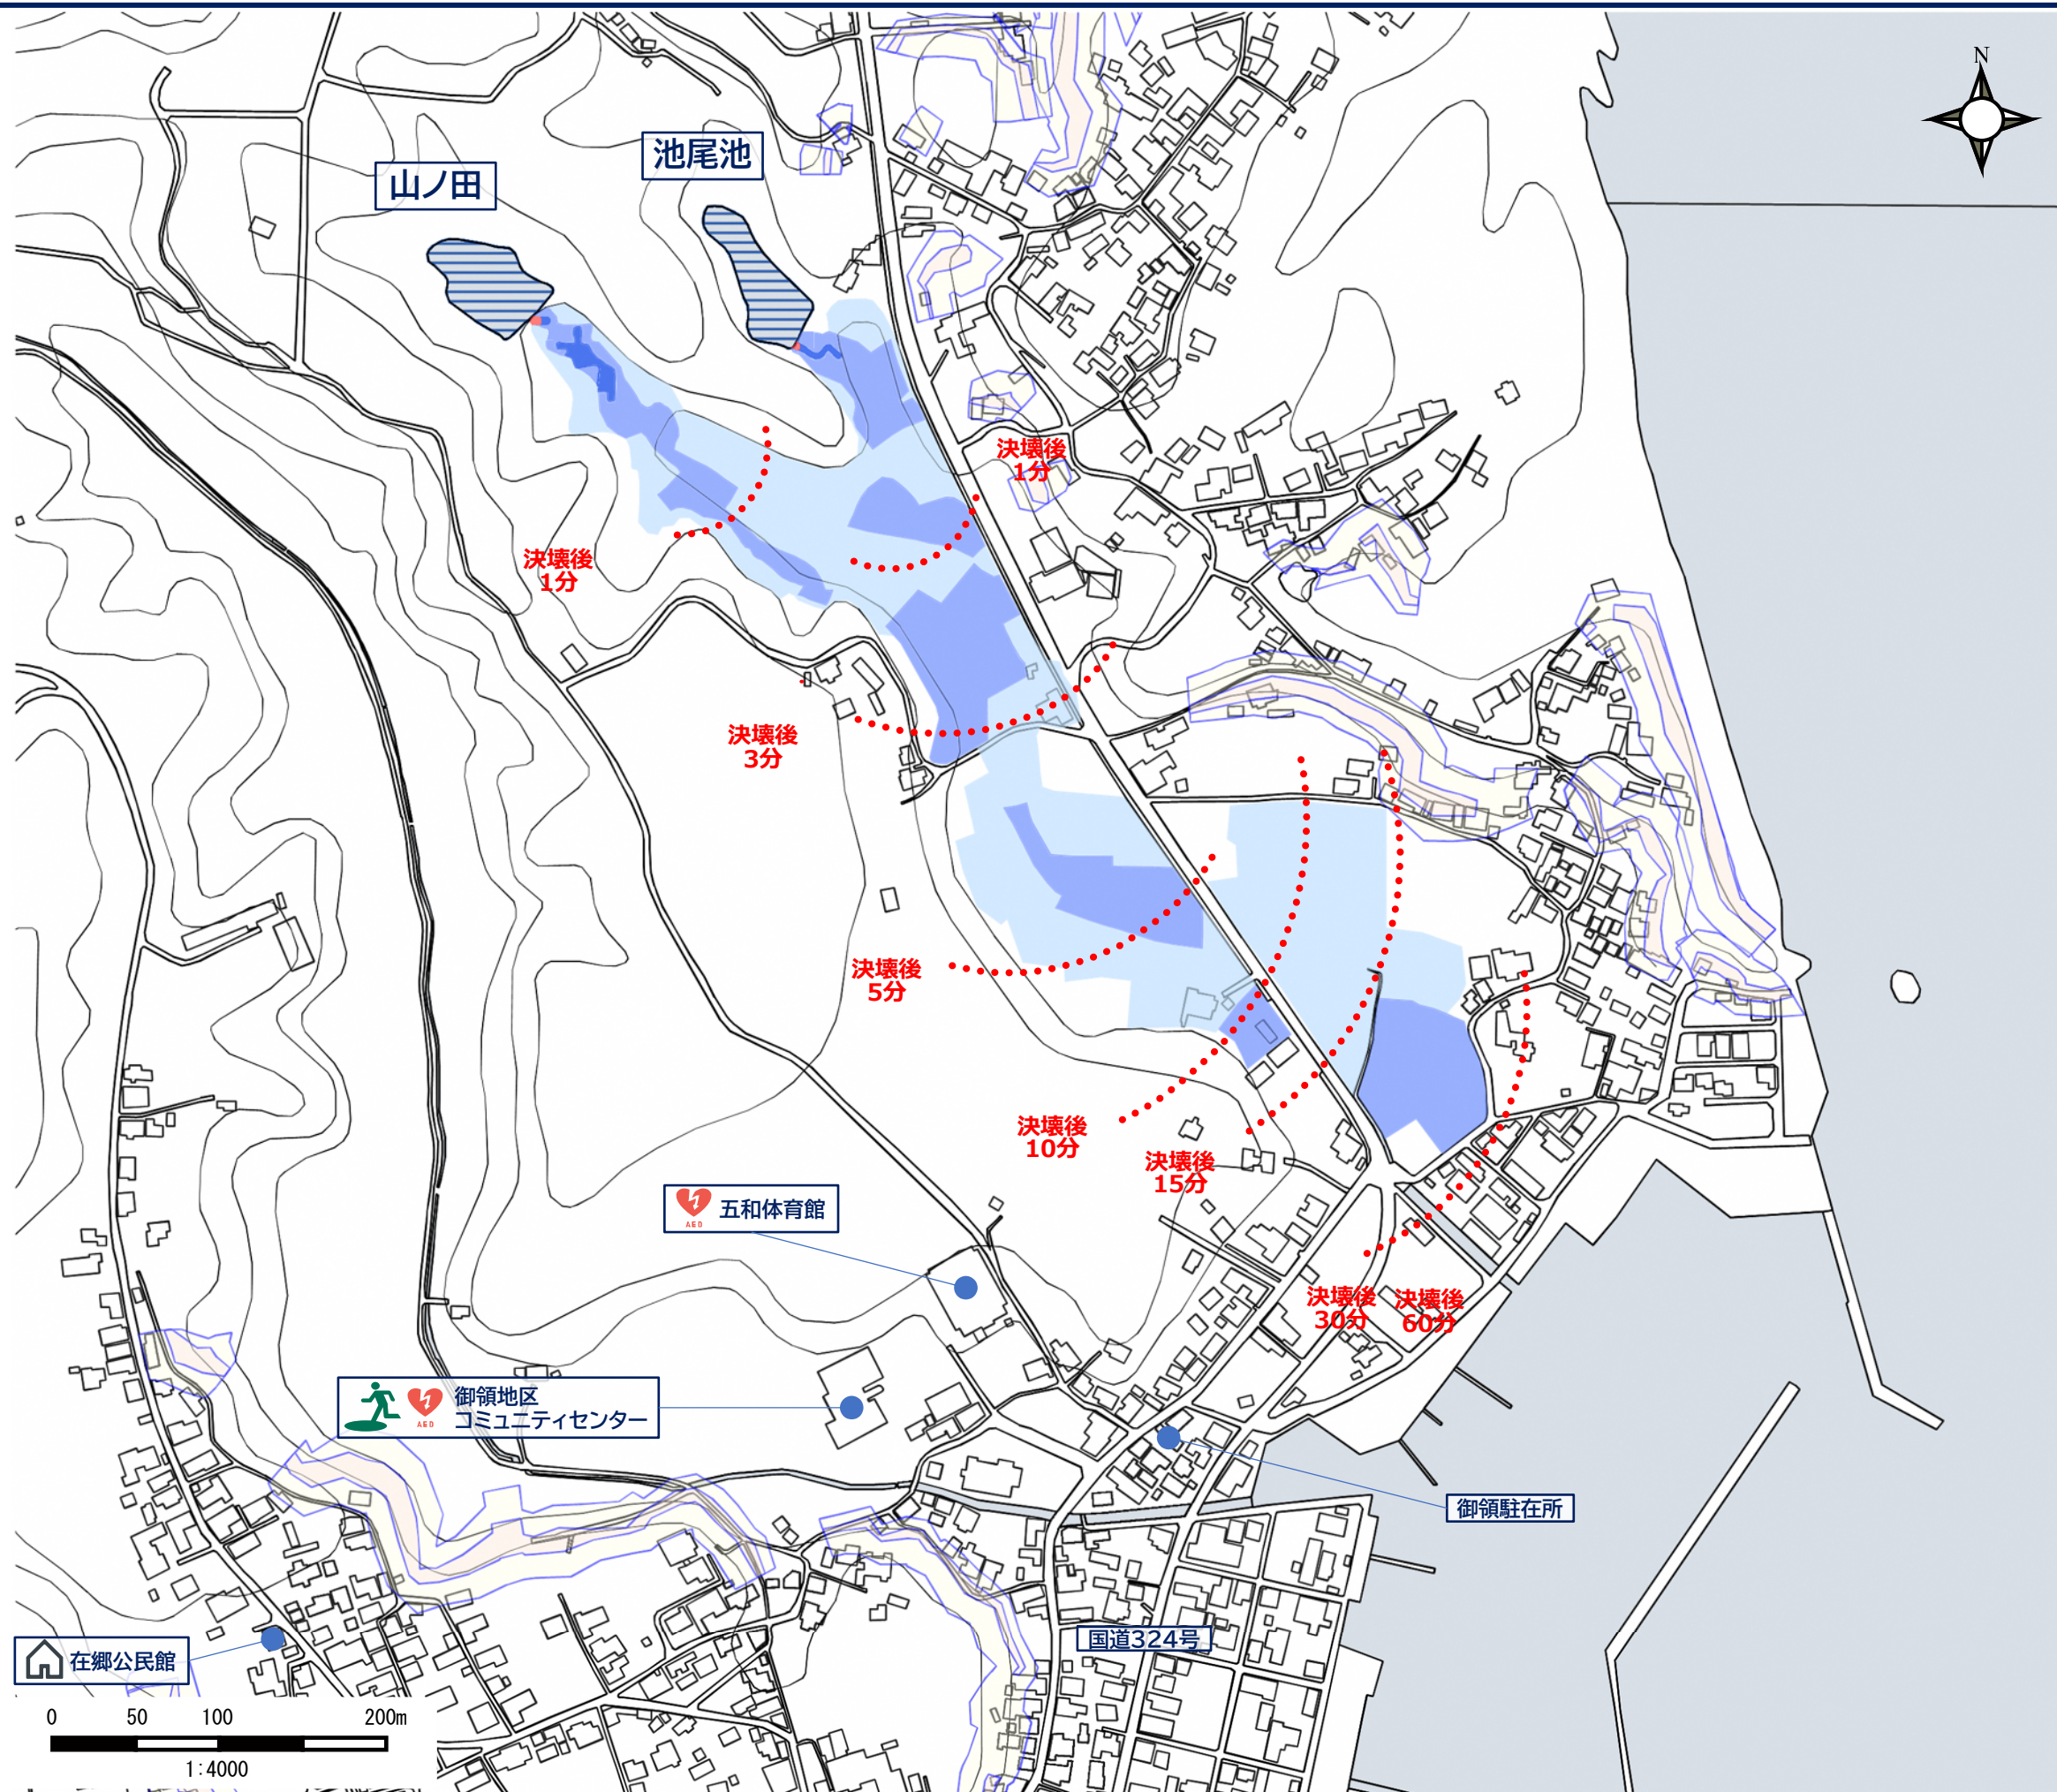 N
池尾池
山ノ田
決壊後
1分
決壊後
1分
決壊後
3分
決壊後
5分
決壊後
10分
決壊後
15分
AED
五和体育館
決壊後
30分
決壊後
60分
AED
御領地区
コミュニティセンター
御領駐在所
国道324号
在郷公民館
0 50 100 200m
1:4000